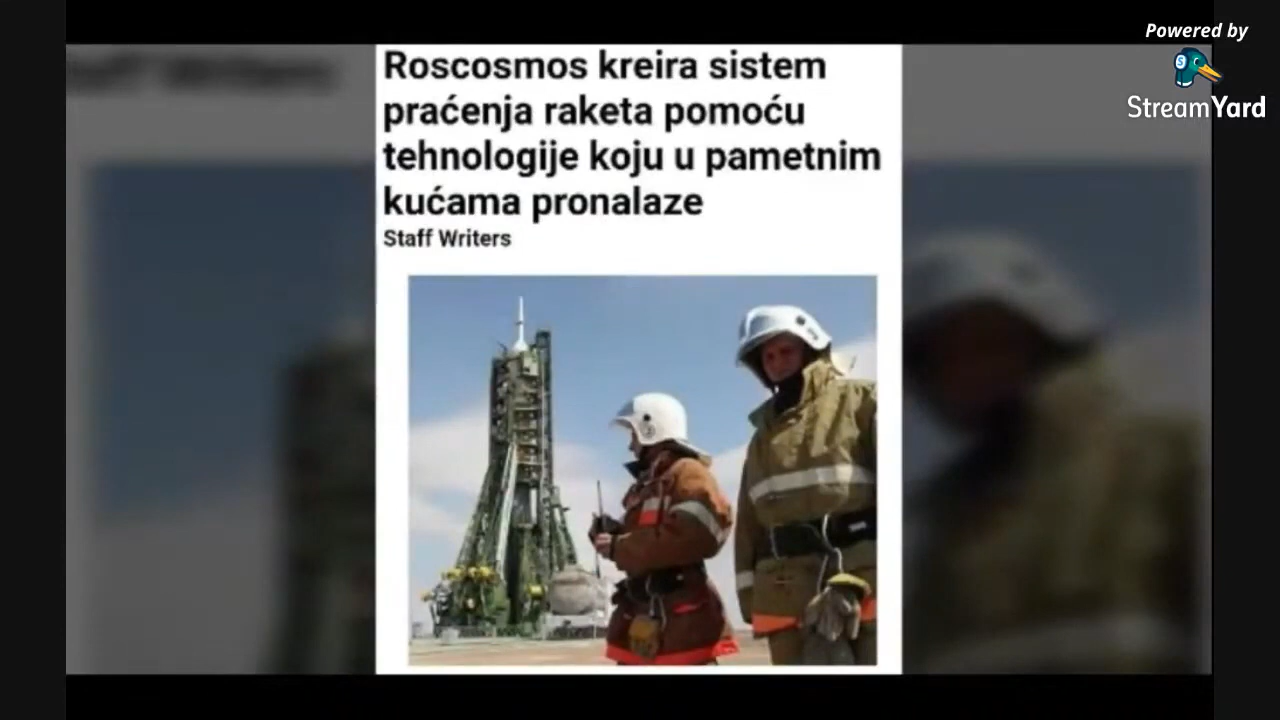 Powered by
StreamYard
Roscosmos kreira sistem
praćenja raketa pomoću
tehnologije koju u pametnim
kućama pronalaze
Staff Writers